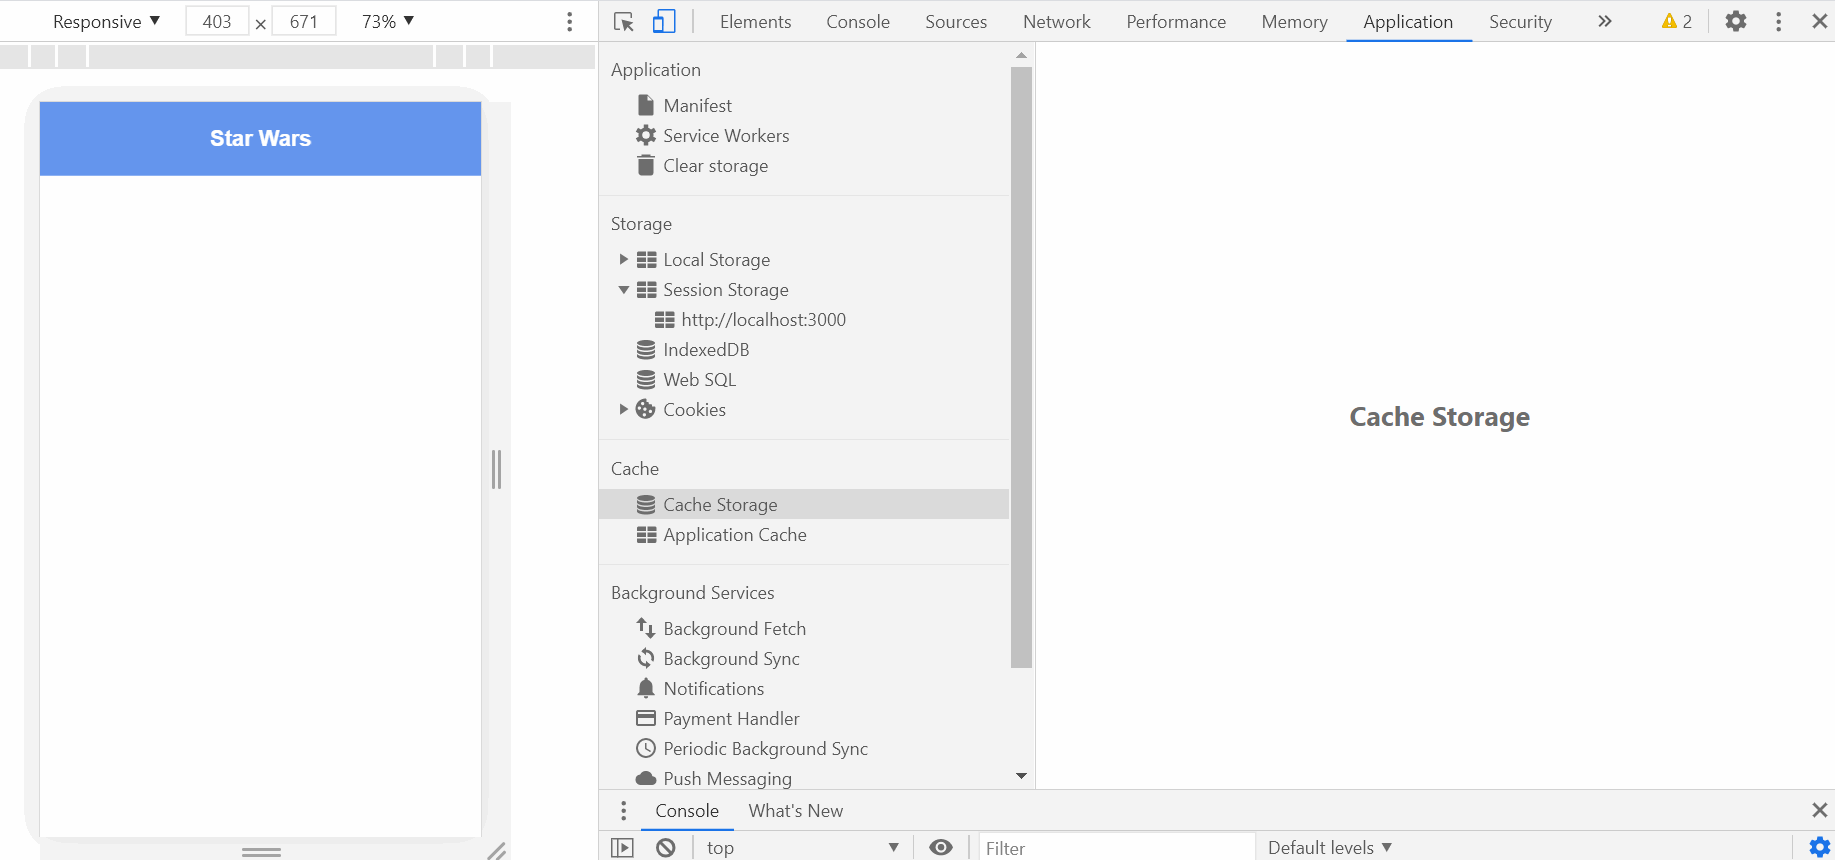 Responsive ▼ 403 × 671 73% ▼
Elements Console Sources Network Performance Memory Application Security » 2
Star Wars
Application
Manifest
Service Workers
Clear storage
Storage
Local Storage
Session Storage
http://localhost:3000
IndexedDB
Web SQL
Cookies
Cache
Cache Storage
Application Cache
Background Services
Background Fetch
Background Sync
Notifications
Payment Handler
Periodic Background Sync
Push Messaging
Cache Storage
Console What's New
top ▼ Filter Default levels ▼